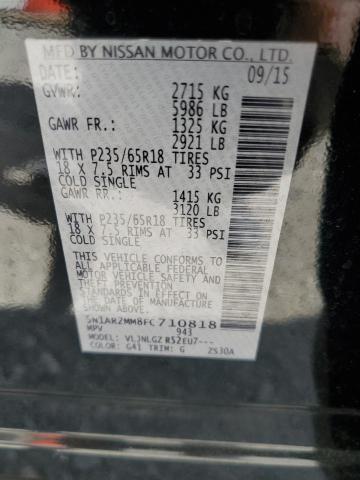 MFD BY NISSAN MOTOR CO., LTD.
DATE: 09/15
GVWR: 2715 KG
5986 LB
GAWR FR.: 1325 KG
2921 LB
WITH P235/65R18 TIRES
18 X 7.5 RIMS AT 33 PSI
COLD SINGLE
GAWR RR.: 1415 KG
3120 LB
WITH P235/65R18 TIRES
18 X 7.5 RIMS AT 33 PSI
COLD SINGLE
THIS VEHICLE CONFORMS TO ALL
APPLICABLE FEDERAL MOTOR
VEHICLE SAFETY AND
THEFT PREVENTION
STANDARDS IN EFFECT ON THE
DATE OF MANUFACTURE
SHOWN ABOVE.
5N1AR2MM8FC710818
MPV 943
MODEL: VLJNLGZ R52EU7---
COLOR: G41 TRIM: G 2S30A